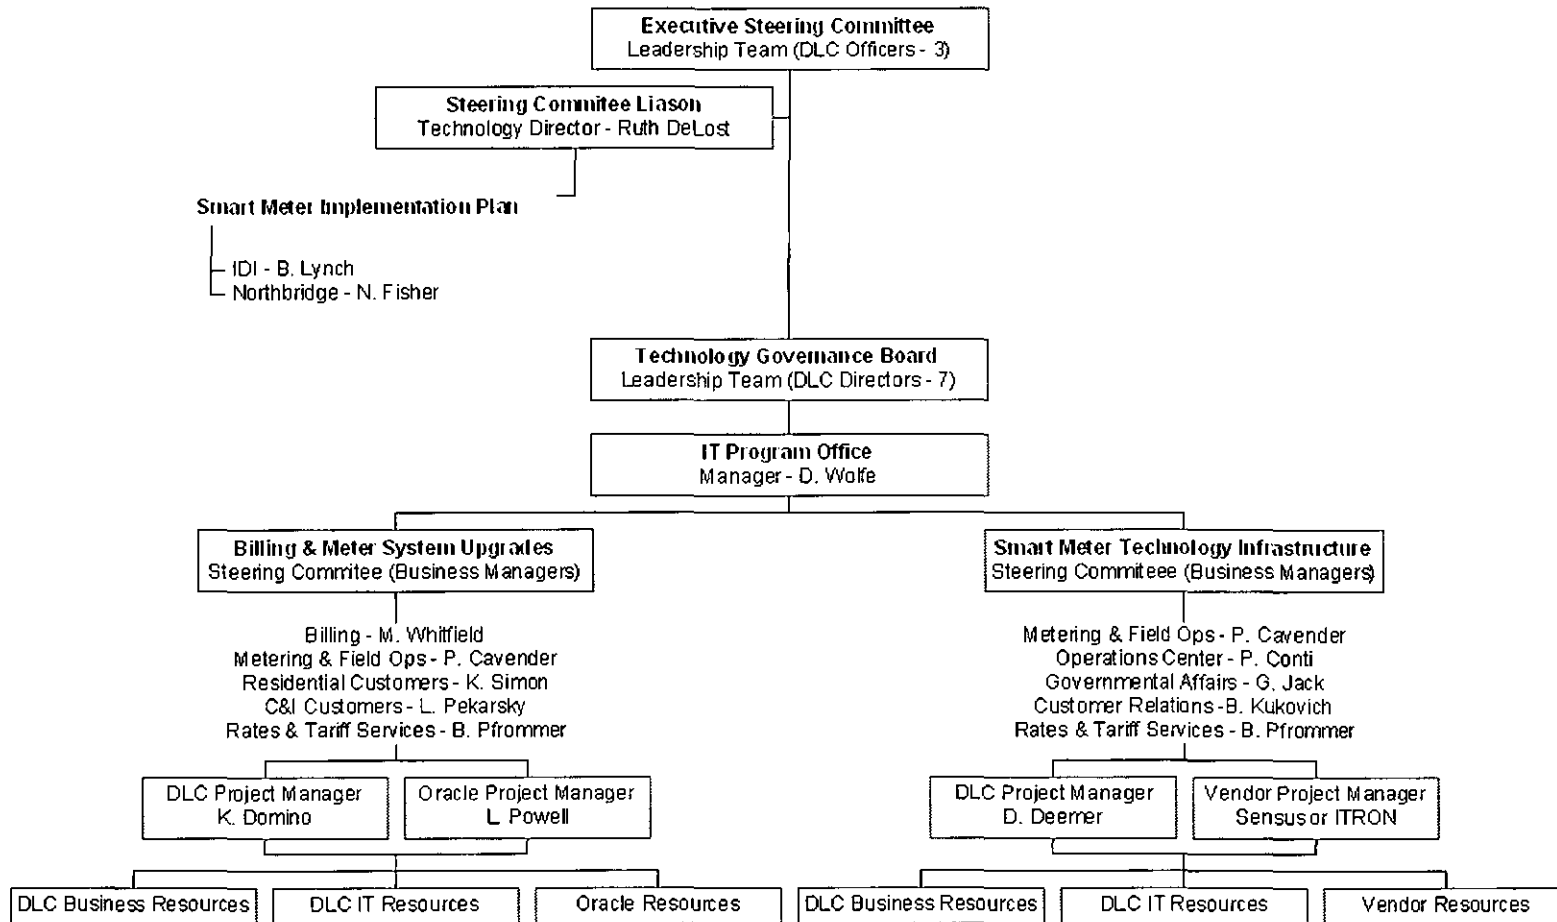 Executive Steering Committee
Leadership Team (DLC Officers - 3)
Steering Commitee Liason
Technology Director - Ruth DeLost
Smart Meter Implementation Plan
IDI - B. Lynch
Northbridge - N. Fisher
Technology Governance Board
Leadership Team (DLC Directors - 7)
IT Program Office
Manager - D. Wolfe
Billing & Meter System Upgrades
Steering Commitee (Business Managers)
Billing - M. Whitfield
Metering & Field Ops - P. Cavender
Residential Customers - K. Simon
C&I Customers - L. Pekarsky
Rates & Tariff Services - B. Pfrommer
DLC Project Manager
K. Domino
Oracle Project Manager
L. Powell
DLC Business Resources
DLC IT Resources
Oracle Resources
Smart Meter Technology Infrastructure
Steering Commiteee (Business Managers)
Metering & Field Ops - P. Cavender
Operations Center - P. Conti
Governmental Affairs - G. Jack
Customer Relations - B. Kukovich
Rates & Tariff Services - B. Pfrommer
DLC Project Manager
D. Deemer
Vendor Project Manager
Sensus or ITRON
DLC Business Resources
DLC IT Resources
Vendor Resources